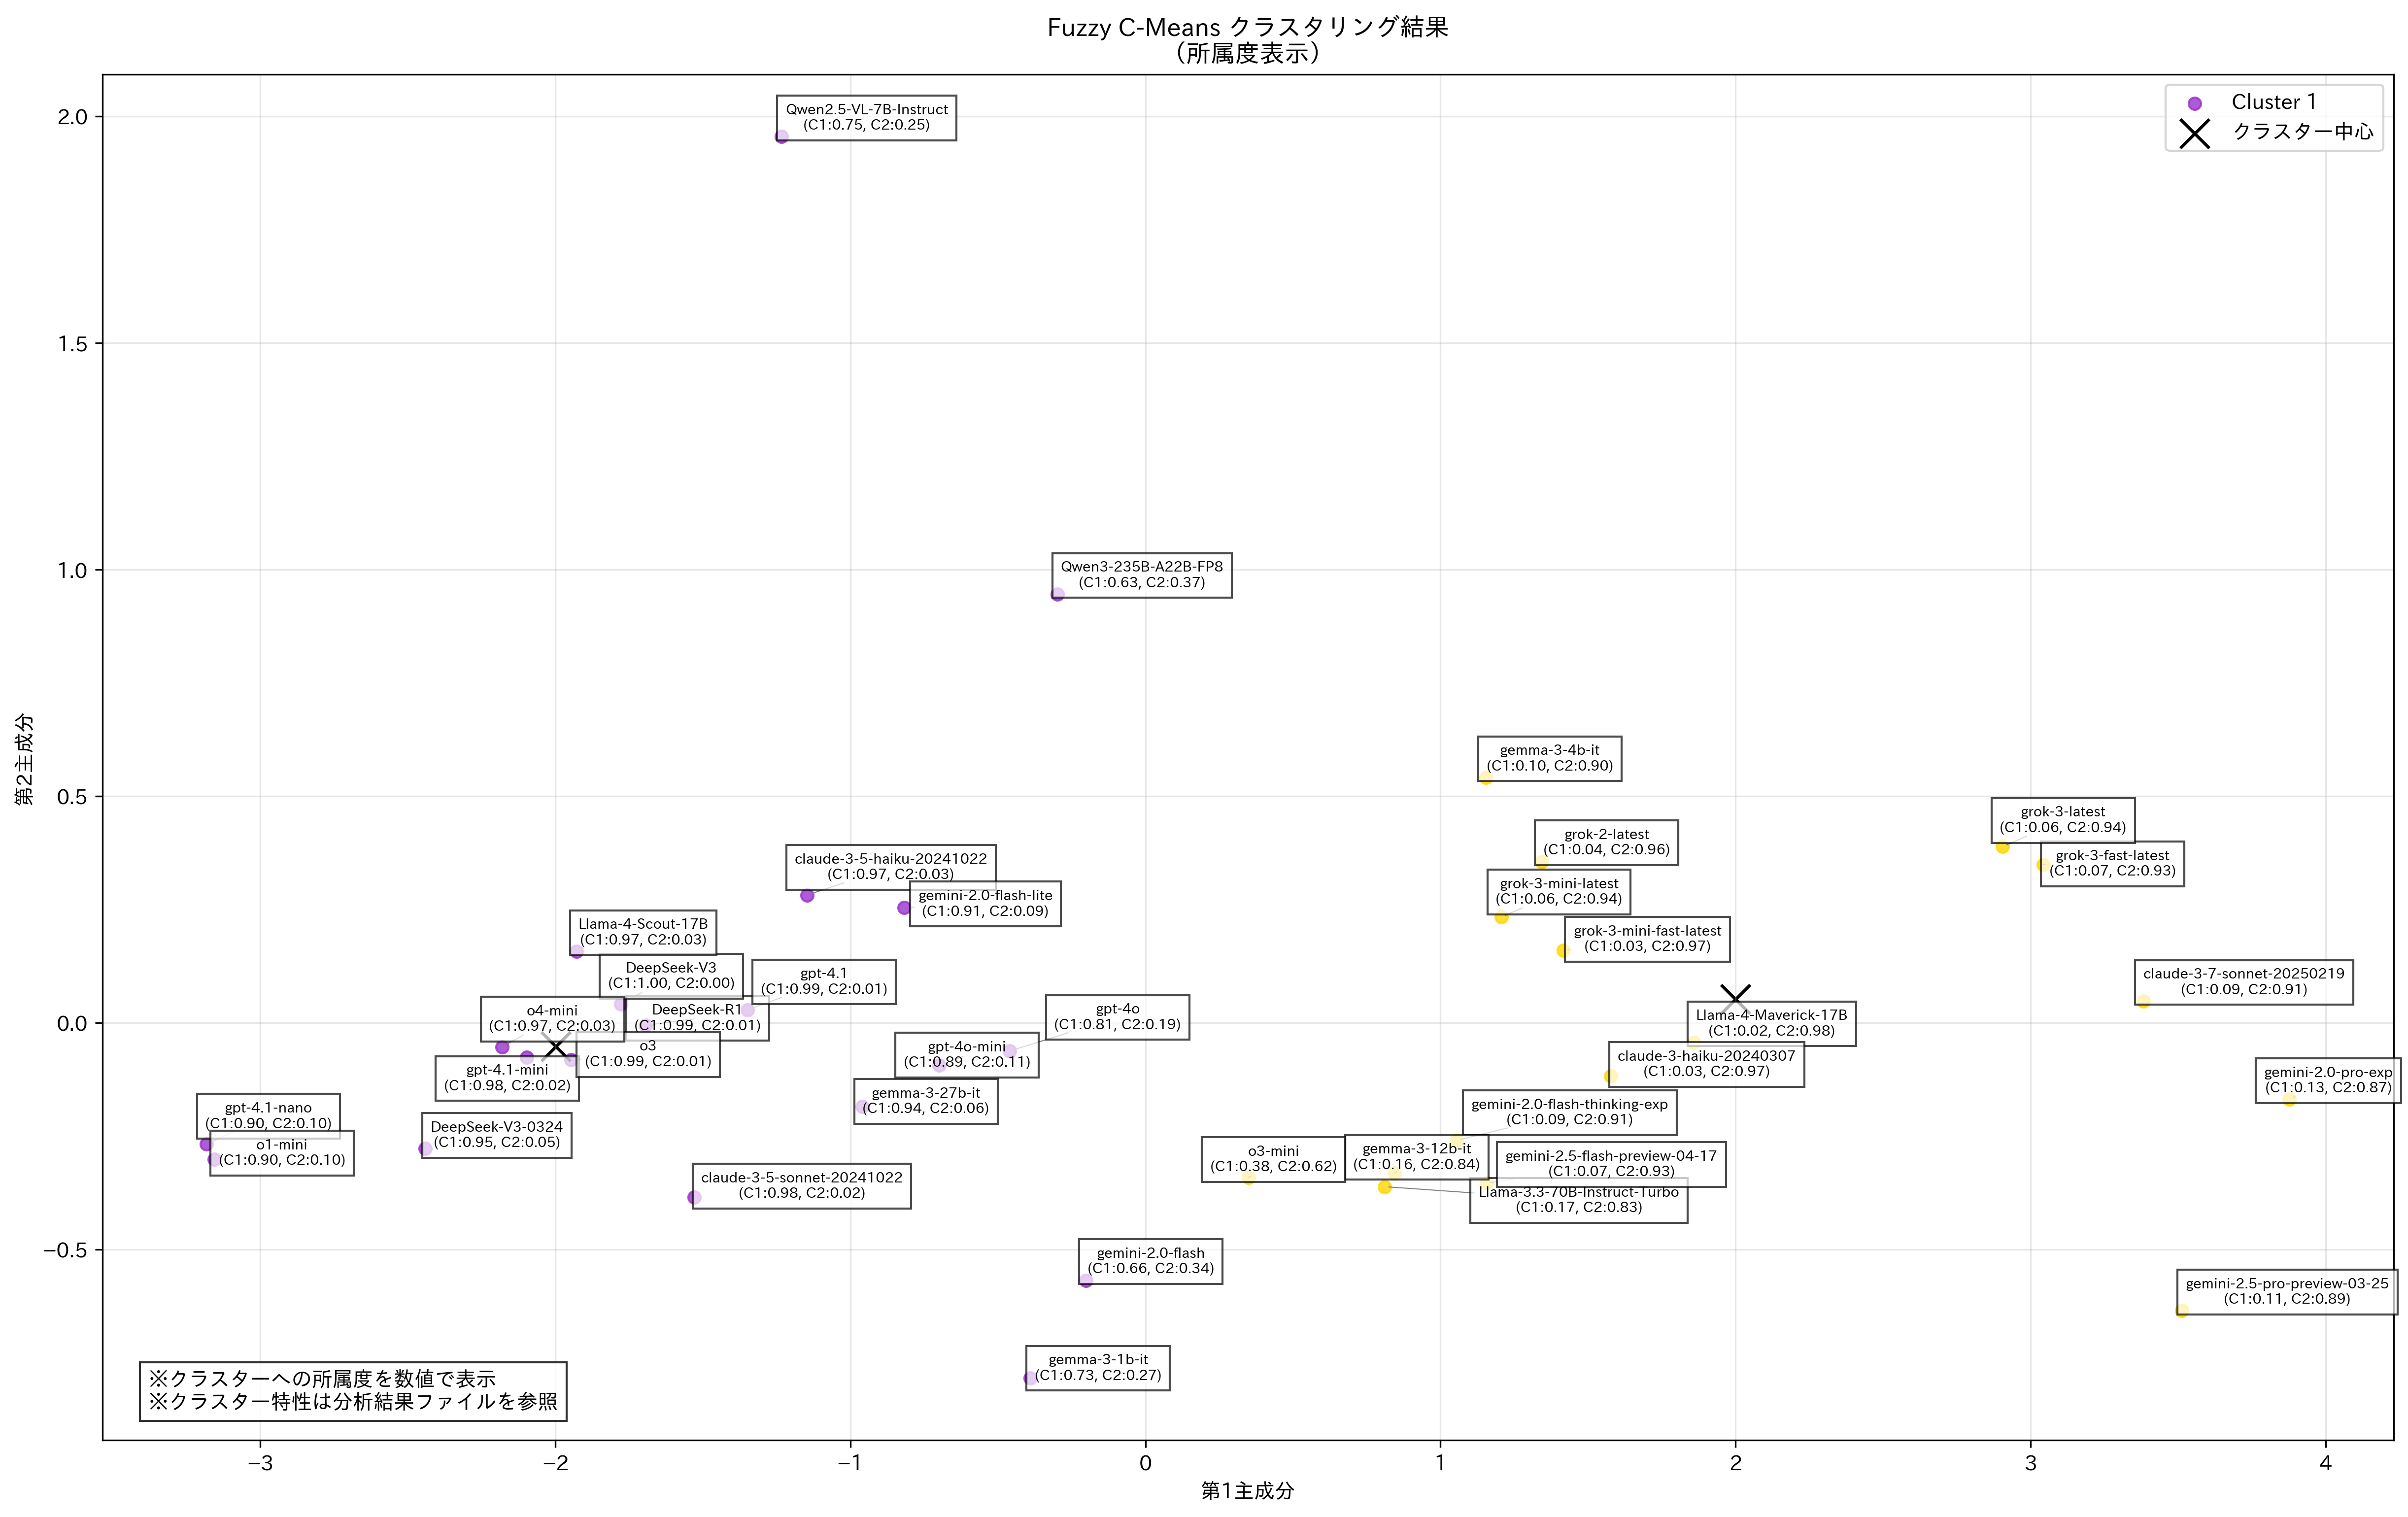 Fuzzy C-Means クラスタリング結果
（所属度表示）
Cluster 1
クラスター中心
Qwen2.5-VL-7B-Instruct
(C1:0.75, C2:0.25)
Qwen3-235B-A22B-FP8
(C1:0.63, C2:0.37)
gemma-3-4b-it
(C1:0.10, C2:0.90)
grok-2-latest
(C1:0.04, C2:0.96)
grok-3-latest
(C1:0.06, C2:0.94)
grok-3-fast-latest
(C1:0.07, C2:0.93)
grok-3-mini-latest
(C1:0.06, C2:0.94)
grok-3-mini-fast-latest
(C1:0.03, C2:0.97)
claude-3-5-haiku-20241022
(C1:0.97, C2:0.03)
gemini-2.0-flash-lite
(C1:0.91, C2:0.09)
Llama-4-Scout-17B
(C1:0.97, C2:0.03)
DeepSeek-V3
(C1:1.00, C2:0.00)
gpt-4.1
(C1:0.99, C2:0.01)
o4-mini
(C1:0.97, C2:0.03)
DeepSeek-R1
(C1:0.99, C2:0.01)
o3
(C1:0.99, C2:0.01)
gpt-4.1-mini
(C1:0.98, C2:0.02)
gpt-4o
(C1:0.81, C2:0.19)
gpt-4o-mini
(C1:0.89, C2:0.11)
gemma-3-27b-it
(C1:0.94, C2:0.06)
gpt-4.1-nano
(C1:0.90, C2:0.10)
o1-mini
(C1:0.90, C2:0.10)
DeepSeek-V3-0324
(C1:0.95, C2:0.05)
claude-3-5-sonnet-20241022
(C1:0.98, C2:0.02)
claude-3-7-sonnet-20250219
(C1:0.09, C2:0.91)
Llama-4-Maverick-17B
(C1:0.02, C2:0.98)
claude-3-haiku-20240307
(C1:0.03, C2:0.97)
gemini-2.0-pro-exp
(C1:0.13, C2:0.87)
gemini-2.0-flash-thinking-exp
(C1:0.09, C2:0.91)
o3-mini
(C1:0.38, C2:0.62)
gemma-3-12b-it
(C1:0.16, C2:0.84)
gemini-2.5-flash-preview-04-17
(C1:0.07, C2:0.93)
Llama-3.3-70B-Instruct-Turbo
(C1:0.17, C2:0.83)
gemini-2.0-flash
(C1:0.66, C2:0.34)
gemini-2.5-pro-preview-03-25
(C1:0.11, C2:0.89)
gemma-3-1b-it
(C1:0.73, C2:0.27)
※クラスターへの所属度を数値で表示
※クラスター特性は分析結果ファイルを参照
2.0
1.5
1.0
0.5
0.0
−0.5
第2主成分
−3
−2
−1
0
1
2
3
4
第1主成分